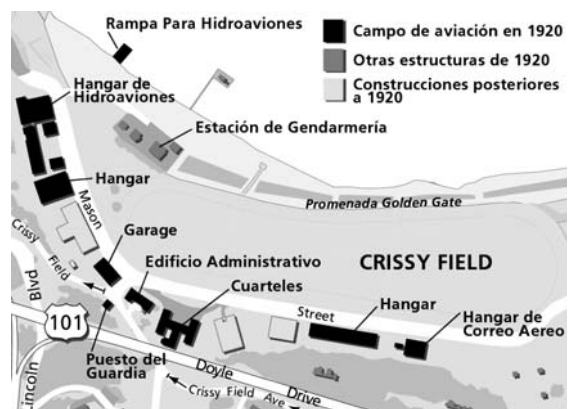 Rampa Para Hidroaviones
Campo de aviación en 1920
Otras estructuras de 1920
Construcciones posteriores
a 1920
Hangar de
Hidroaviones
Estación de Gendarmería
Hangar
Mason
Promenada Golden Gate
Garage
Crissy
Field
Edificio Administrativo
CRISSY FIELD
Cuarteles
Blvd
Street
Hangar
Hangar de
Correo Aereo
101
Puesto del
Guardia
Doyle
Drive
Lincoln
Crissy Field Ave